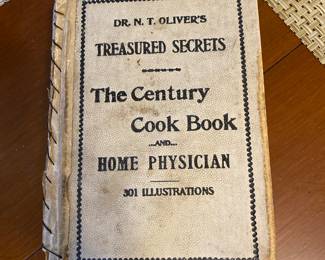 DR. N. T. OLIVER'S
TREASURED SECRETS
The Century
Cook Book
...AND...
HOME PHYSICIAN
301 ILLUSTRATIONS